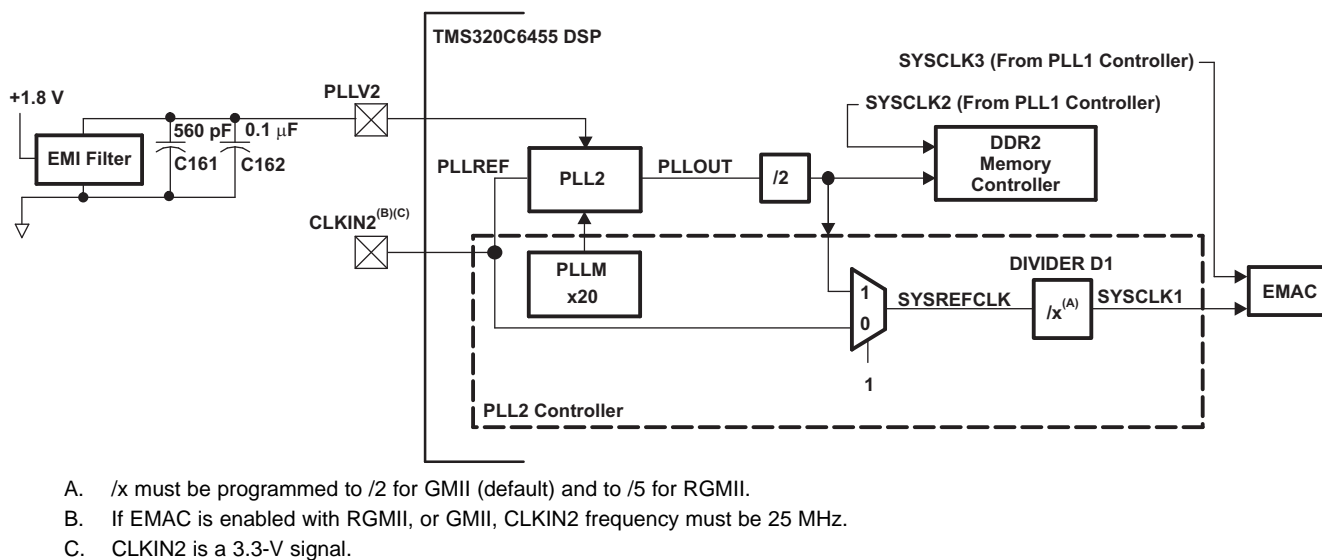 TMS320C6455 DSP
SYSCLK3 (From PLL1 Controller)
+1.8 V
PLLV2
SYSCLK2 (From PLL1 Controller)
560 pF 0.1 μF
EMI Filter
C161 C162
DDR2
Memory
Controller
PLLREF
PLL2
PLLOUT
/2
CLKIN2(B)(C)
PLLM
x20
DIVIDER D1
1
0
SYSREFCLK
/x(A)
SYSCLK1
EMAC
1
PLL2 Controller
A. /x must be programmed to /2 for GMII (default) and to /5 for RGMII.
B. If EMAC is enabled with RGMII, or GMII, CLKIN2 frequency must be 25 MHz.
C. CLKIN2 is a 3.3-V signal.